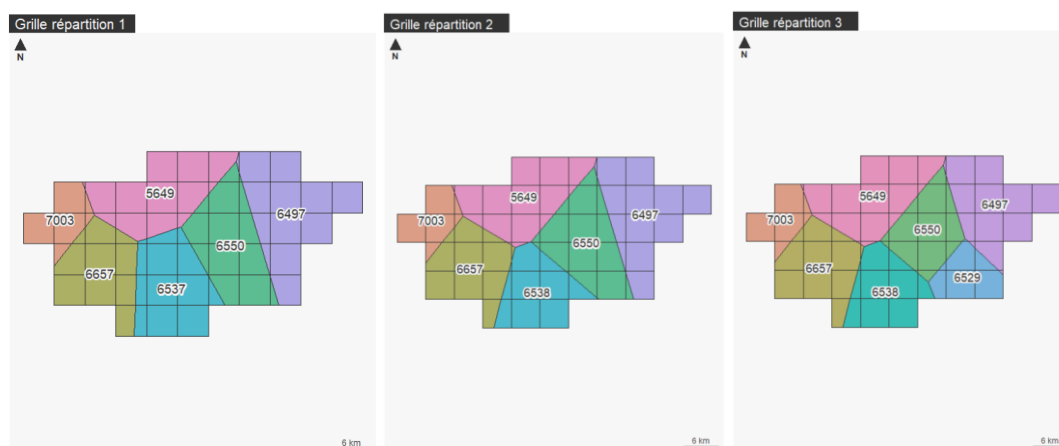 Grille répartition 1
N
5649
7003
6497
6550
6657
6537
6 km
Grille répartition 2
N
5649
7003
6497
6550
6657
6538
6 km
Grille répartition 3
N
5649
7003
6497
6550
6657
6529
6538
6 km